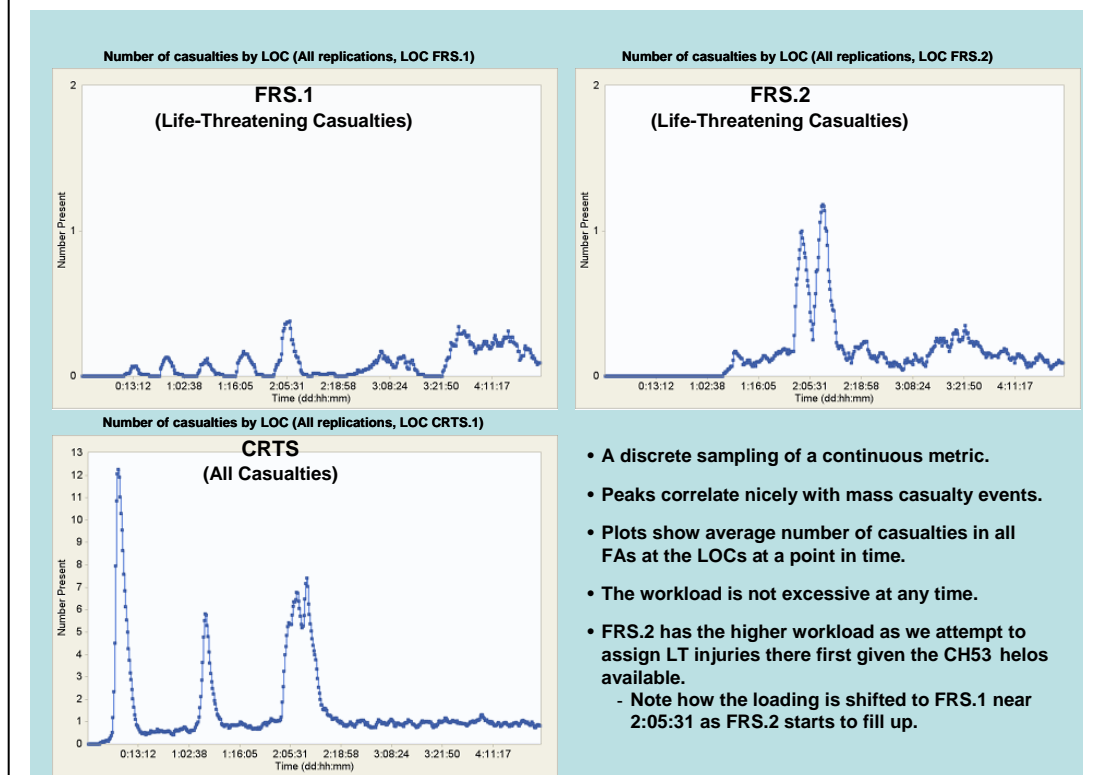 Number of casualties by LOC (All replications, LOC FRS.1)
2
FRS.1
(Life-Threatening Casualties)
Number Present
1
0
0:13:12 1:02:38 1:16:05 2:05:31 2:18:58 3:08:24 3:21:50 4:11:17
Time (dd:hh:mm)
Number of casualties by LOC (All replications, LOC FRS.2)
2
FRS.2
(Life-Threatening Casualties)
Number Present
1
0
0:13:12 1:02:38 1:16:05 2:05:31 2:18:58 3:08:24 3:21:50 4:11:17
Time (dd:hh:mm)
Number of casualties by LOC (All replications, LOC CRTS.1)
CRTS
(All Casualties)
Number Present
13
12
11
10
9
8
7
6
5
4
3
2
1
0
0:13:12 1:02:38 1:16:05 2:05:31 2:18:58 3:08:24 3:21:50 4:11:17
Time (dd:hh:mm)
• A discrete sampling of a continuous metric.
• Peaks correlate nicely with mass casualty events.
• Plots show average number of casualties in all
FAs at the LOCs at a point in time.
• The workload is not excessive at any time.
• FRS.2 has the higher workload as we attempt to
assign LT injuries there first given the CH53 helos
available.
- Note how the loading is shifted to FRS.1 near
2:05:31 as FRS.2 starts to fill up.